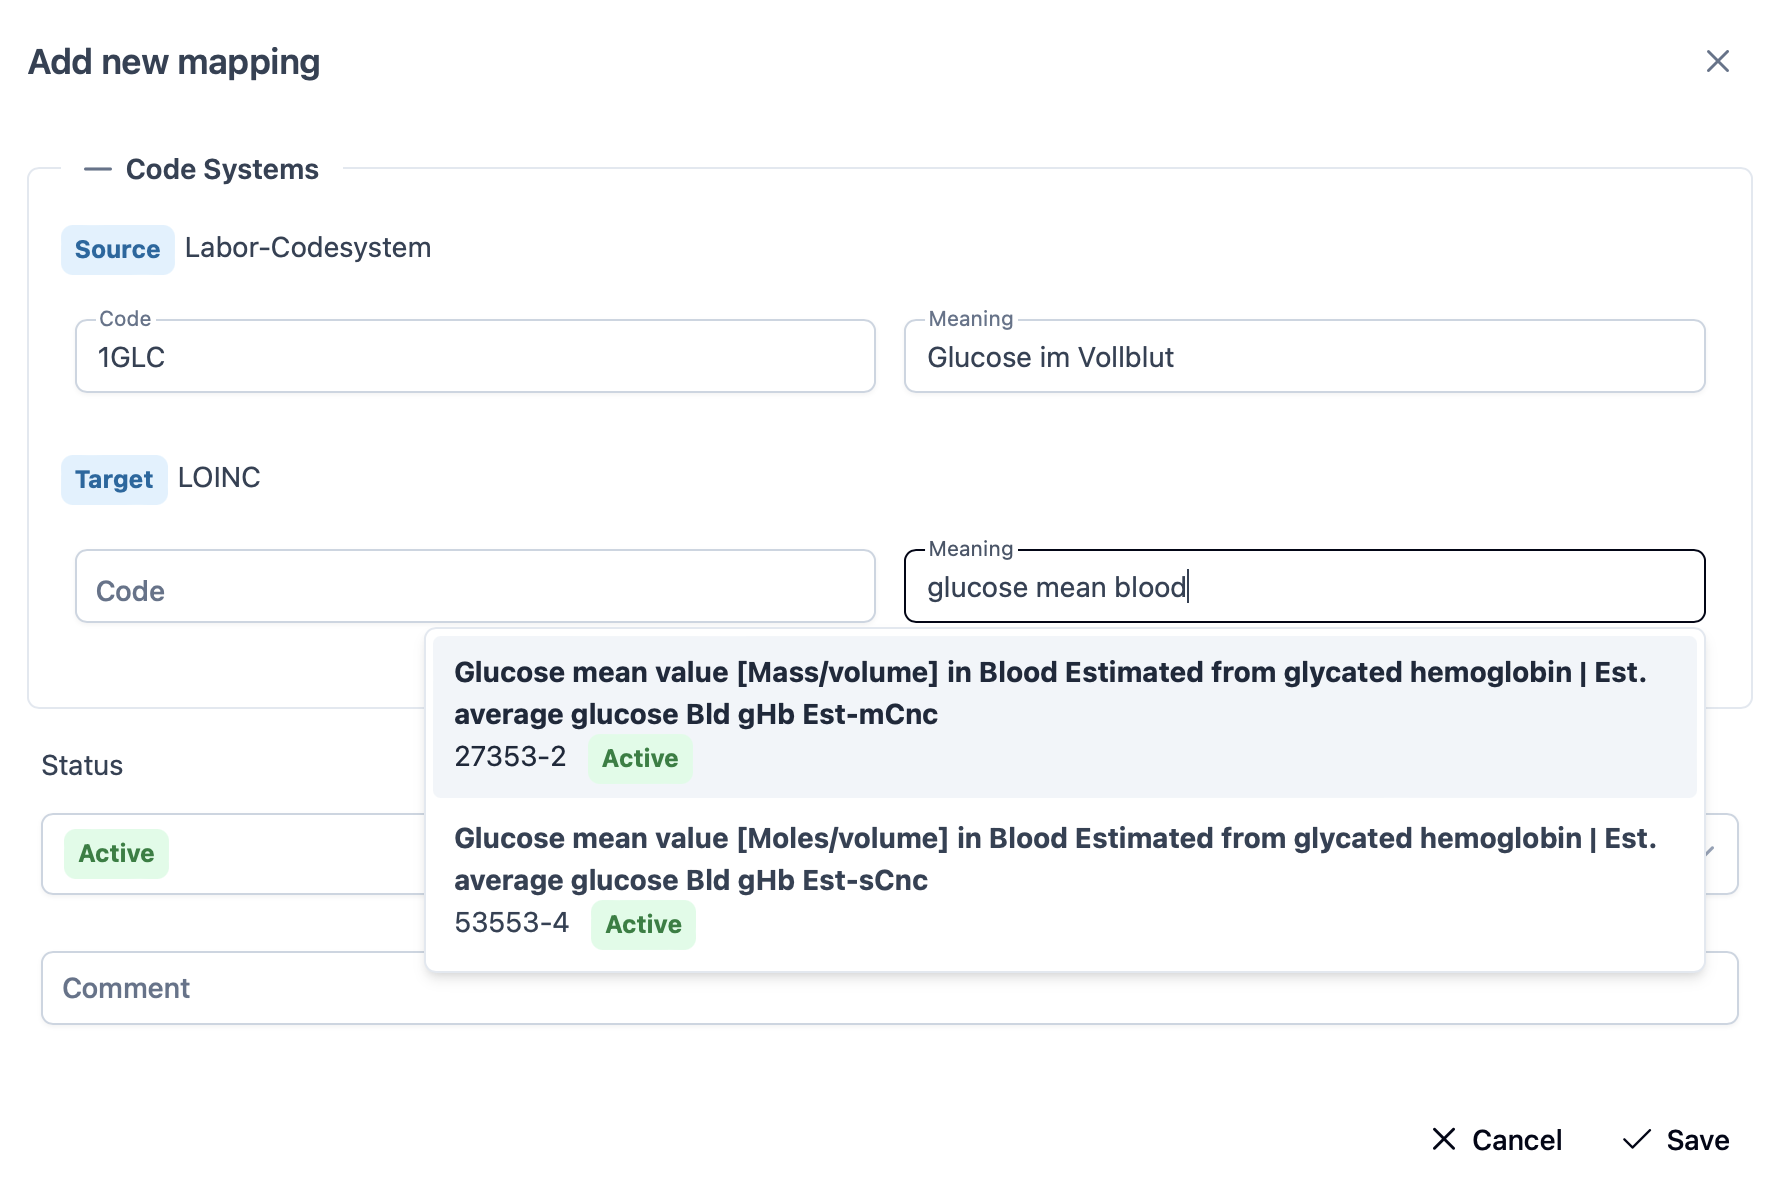 Add new mapping
Code Systems
Source Labor-Codesystem
Code
1GLC
Meaning
Glucose im Vollblut
Target LOINC
Code
Meaning
glucose mean blood
Glucose mean value [Mass/volume] in Blood Estimated from glycated hemoglobin | Est.
average glucose Bld gHb Est-mCnc
27353-2 Active
Glucose mean value [Moles/volume] in Blood Estimated from glycated hemoglobin | Est.
average glucose Bld gHb Est-sCnc
53553-4 Active
Status
Active
Comment
Cancel
Save